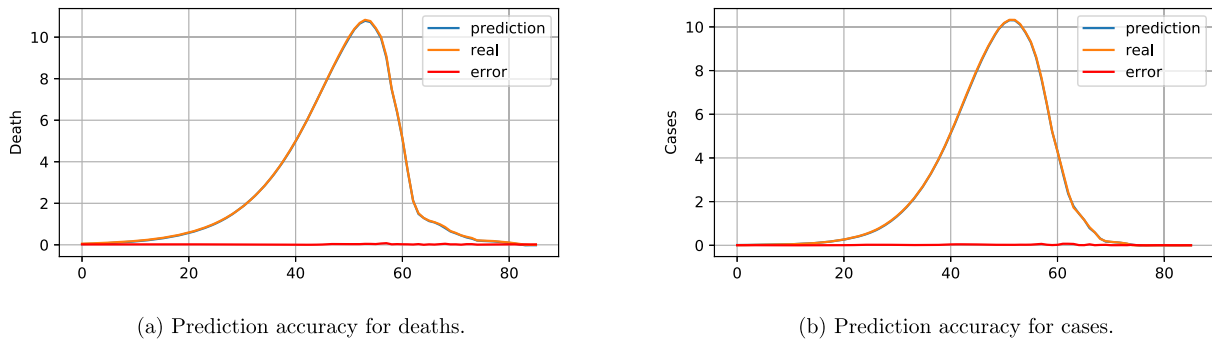 prediction
real
error
Death
10
8
6
4
2
0
0 20 40 60 80
(a) Prediction accuracy for deaths.
prediction
real
error
Cases
10
8
6
4
2
0
0 20 40 60 80
(b) Prediction accuracy for cases.